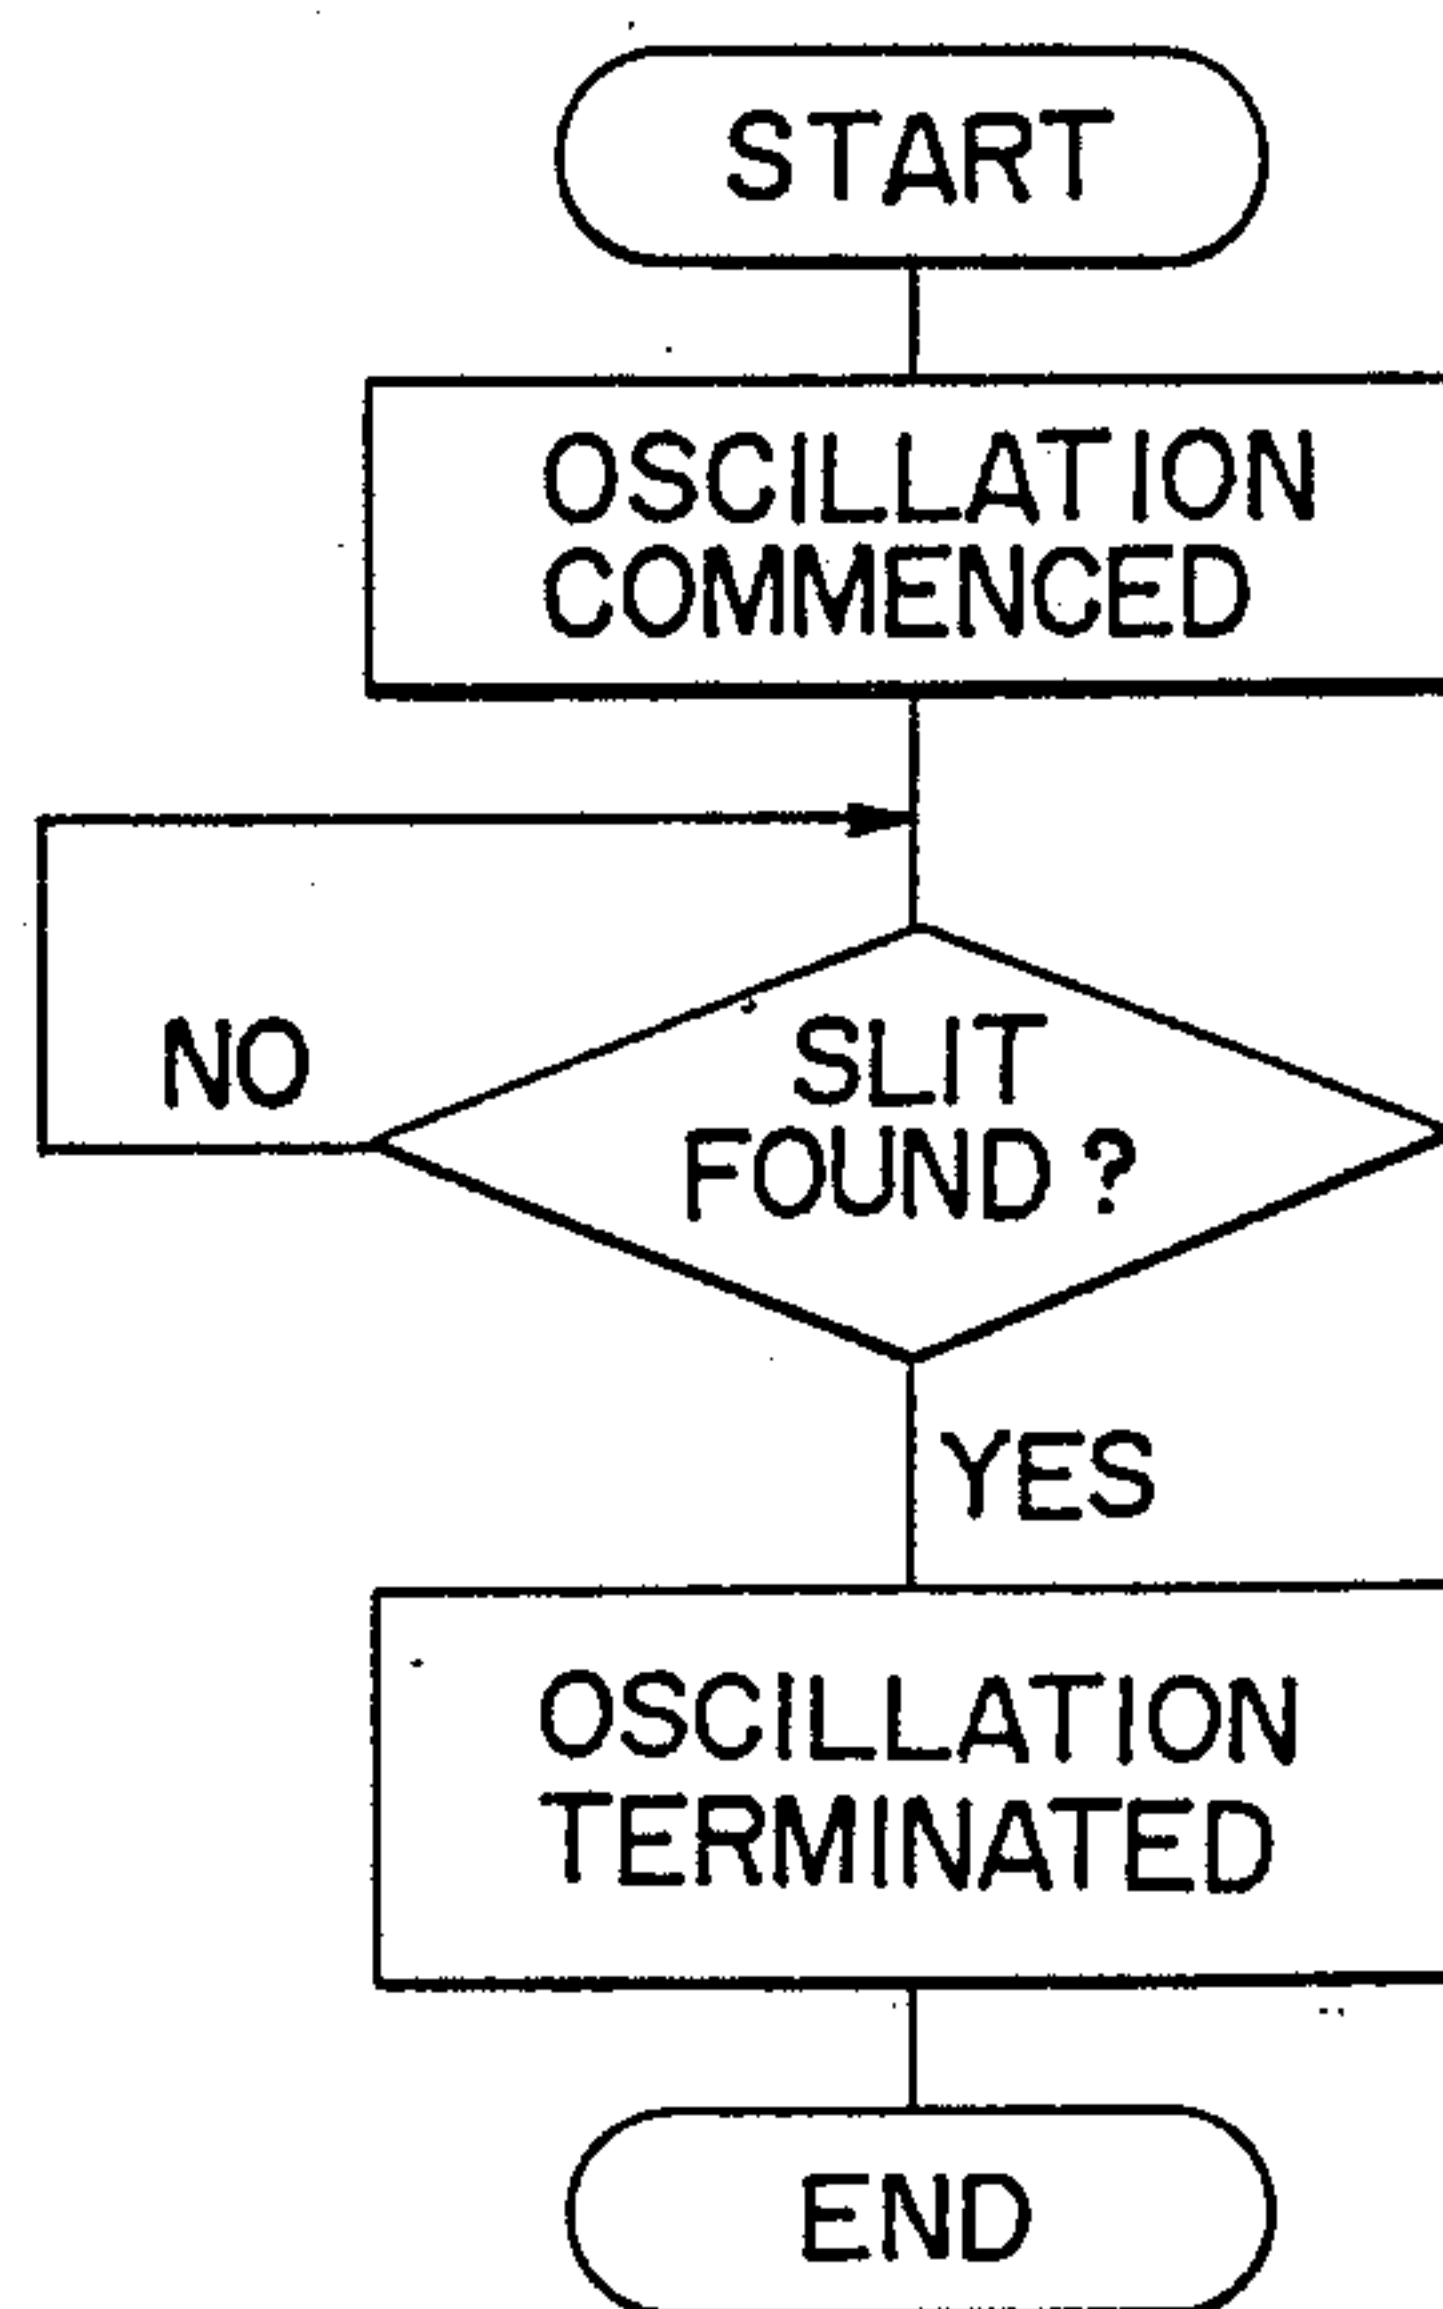 START
OSCILLATION
COMMENCED
NO
SLIT
FOUND ?
YES
OSCILLATION
TERMINATED
END